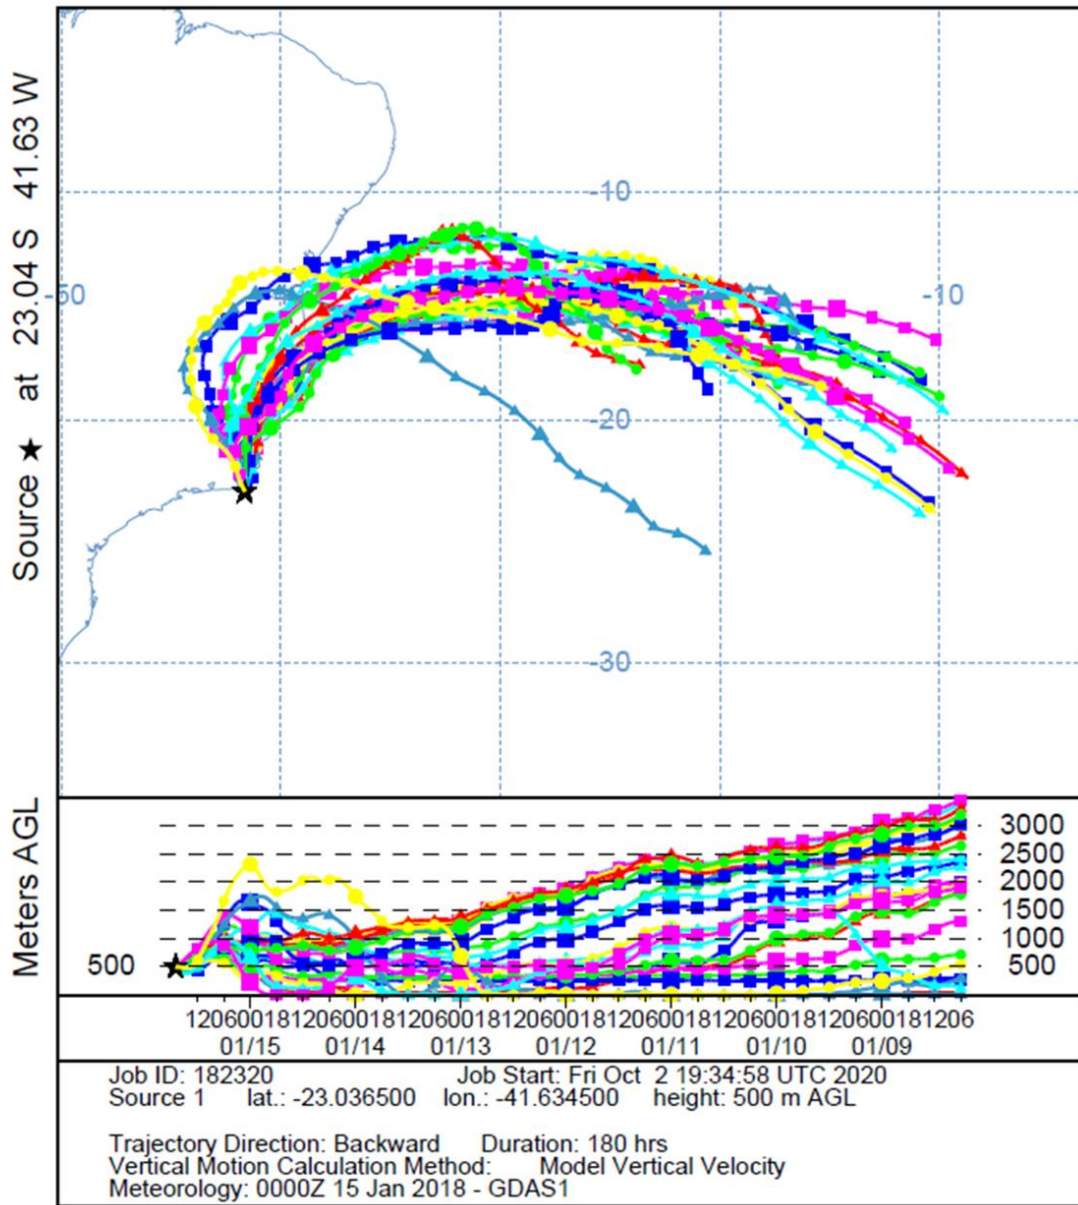 Source ★ at 23.04 S 41.63 W
-10
-50
-10
-20
-30
Meters AGL
3000
2500
2000
1500
1000
500
500
120600181206001812060018120600181206001812060018120600181206
01/15 01/14 01/13 01/12 01/11 01/10 01/09
Job ID: 182320 Job Start: Fri Oct 2 19:34:58 UTC 2020
Source 1 lat.: -23.036500 lon.: -41.634500 height: 500 m AGL
Trajectory Direction: Backward Duration: 180 hrs
Vertical Motion Calculation Method: Model Vertical Velocity
Meteorology: 0000Z 15 Jan 2018 - GDAS1